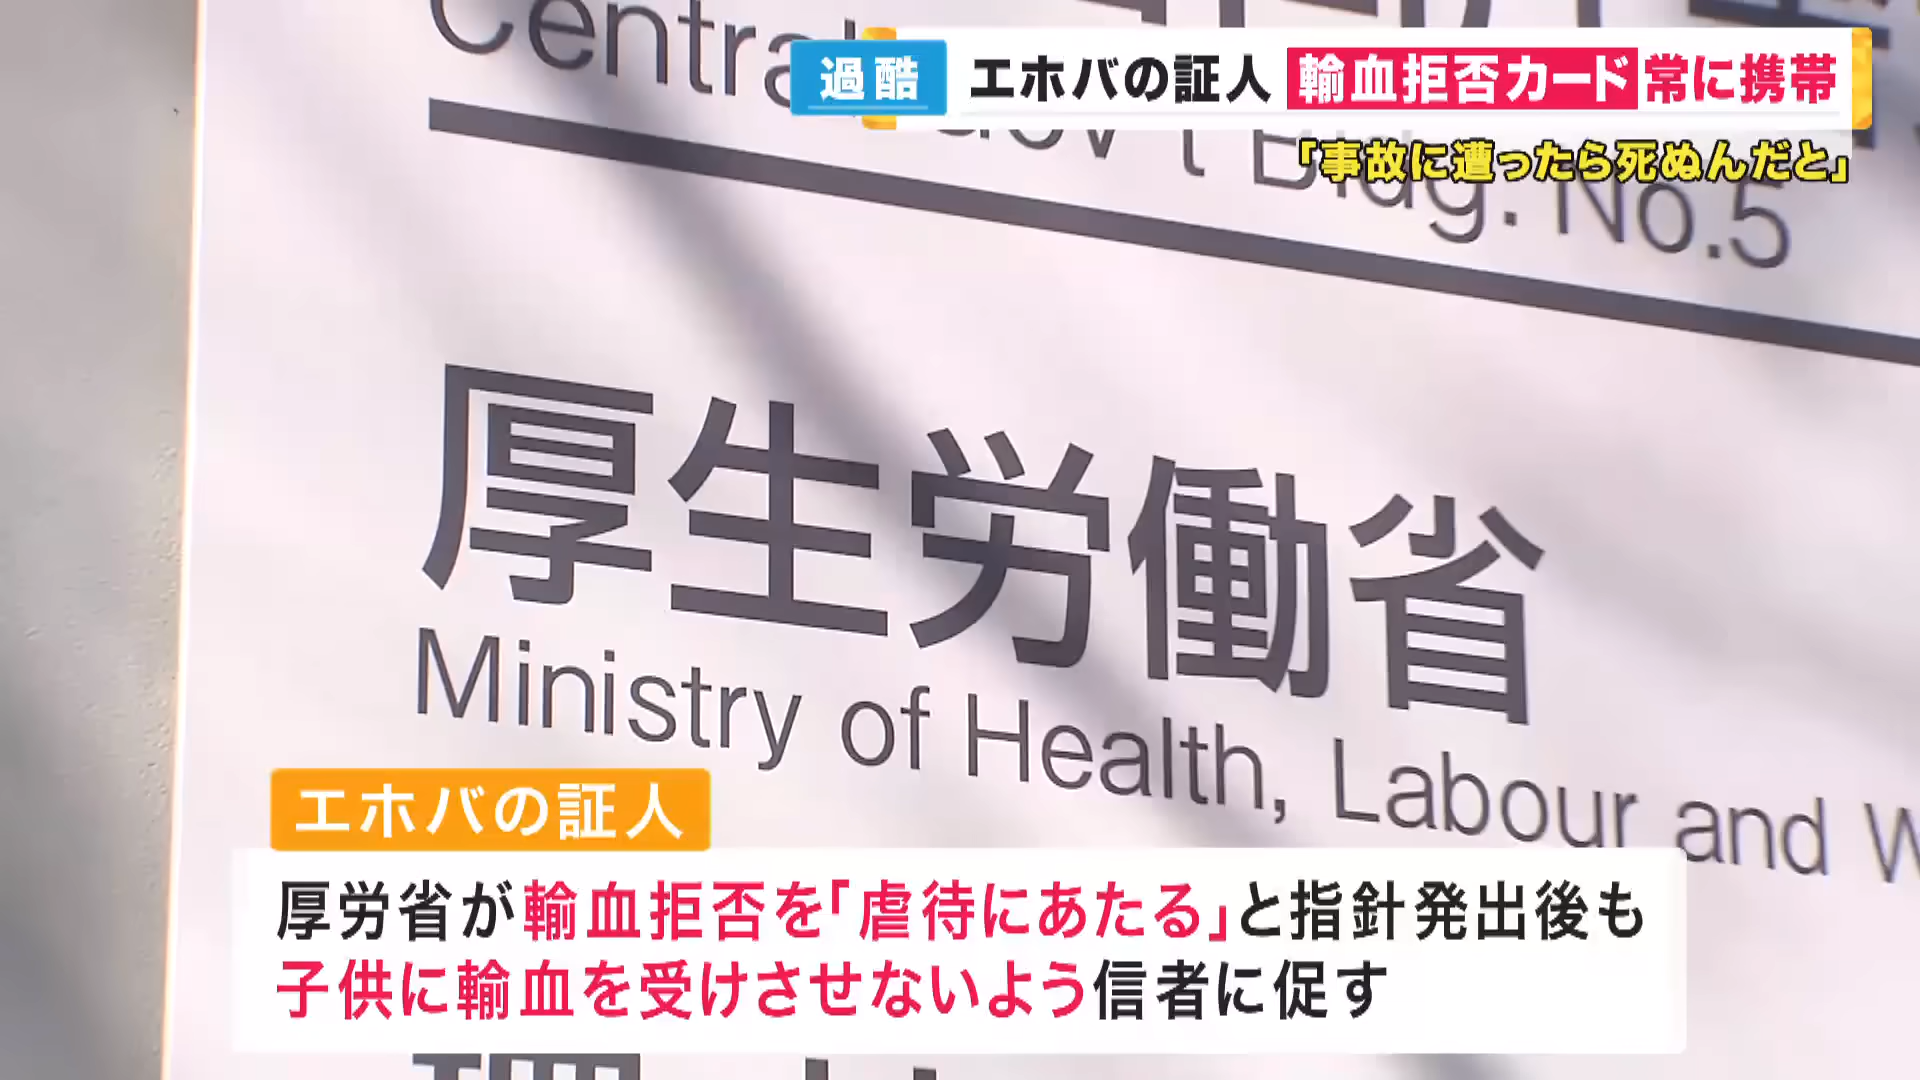 過酷 エホバの証人 輸血拒否カード 常に携帯
「事故に遭ったら死ぬんだと」
Central Gov't Bldg. No.5
厚生労働省
Ministry of Health, Labour and W
エホバの証人
厚労省が輸血拒否を「虐待にあたる」と指針発出後も
子供に輸血を受けさせないよう信者に促す